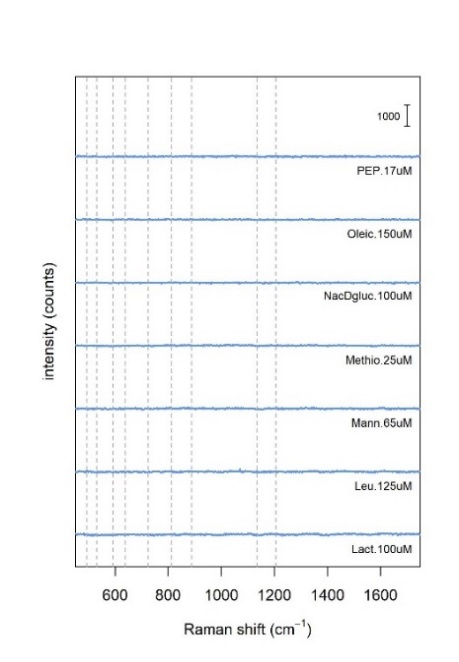 1000
PEP.17uM
Oleic.150uM
NacDgluc.100uM
Methio.25uM
Mann.65uM
Leu.125uM
Lact.100uM
intensity (counts)
600 800 1000 1200 1400 1600
Raman shift (cm⁻¹)